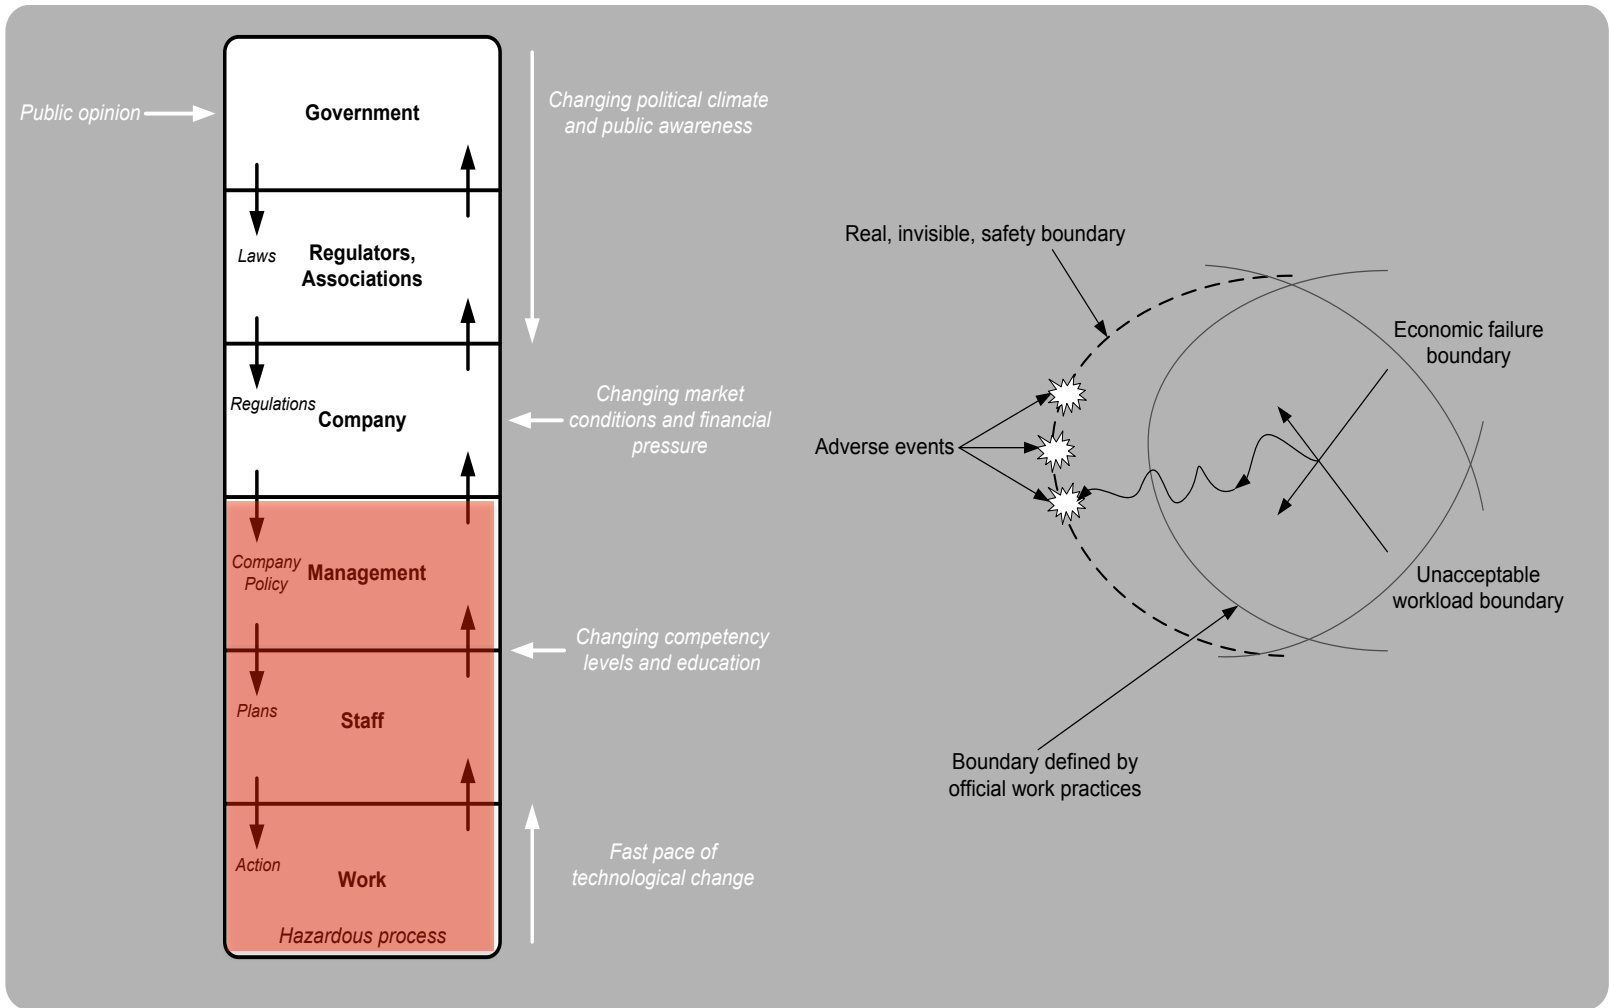 Public opinion
Government
Changing political climate
and public awareness
Laws
Regulators,
Associations
Regulations
Company
Changing market
conditions and financial
pressure
Company
Policy
Management
Changing competency
levels and education
Plans
Staff
Action
Work
Fast pace of
technological change
Hazardous process
Real, invisible, safety boundary
Economic failure
boundary
Adverse events
Unacceptable
workload boundary
Boundary defined by
official work practices